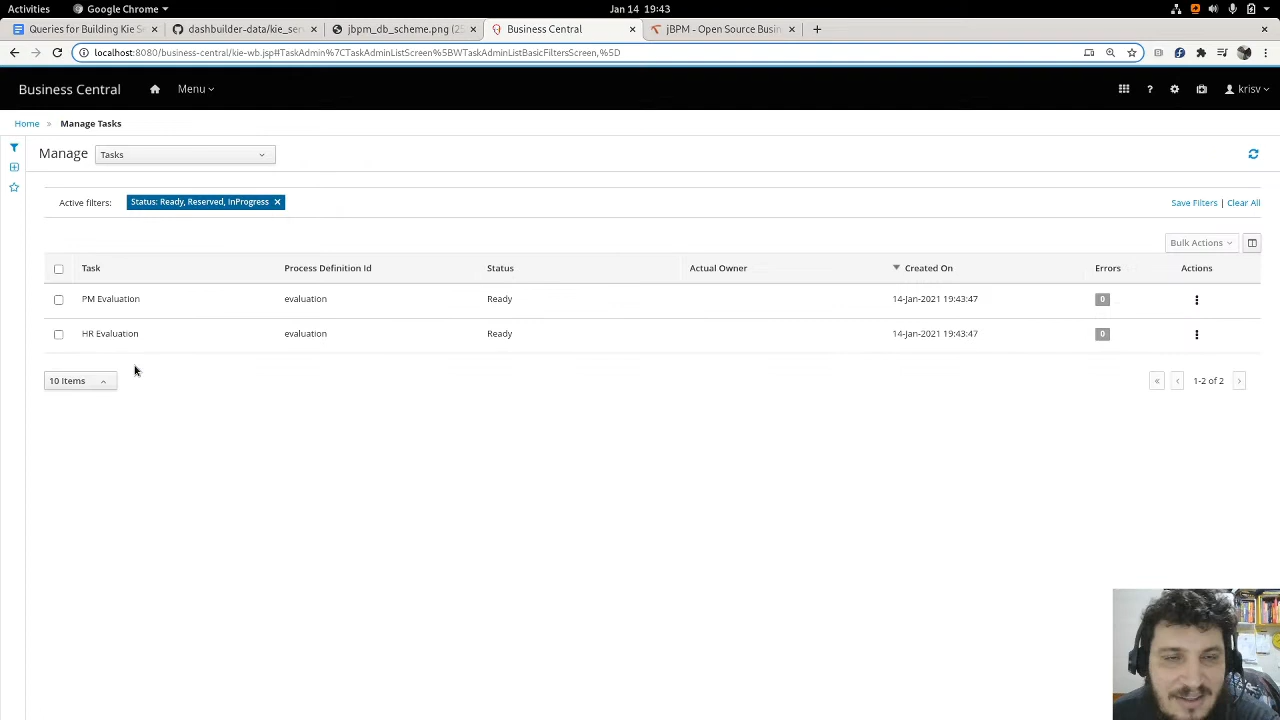 Activities Google Chrome Jan 14 19:43
Queries for Building Kie S dashbuilder-data/kie_ser jbpm_db_scheme.png (25 Business Central jBPM - Open Source Busin
localhost:8080/business-central/kie-wb.jsp#TaskAdmin%7CTaskAdminListScreen%5BWTaskAdminListBasicFiltersScreen,%5D
Business Central Menu krisv
Home » Manage Tasks
Manage Tasks
Active filters: Status: Ready, Reserved, InProgress × Save Filters | Clear All
Bulk Actions
Task Process Definition Id Status Actual Owner Created On Errors Actions
PM Evaluation evaluation Ready 14-Jan-2021 19:43:47 0
HR Evaluation evaluation Ready 14-Jan-2021 19:43:47 0
10 Items « ‹ 1-2 of 2 ›